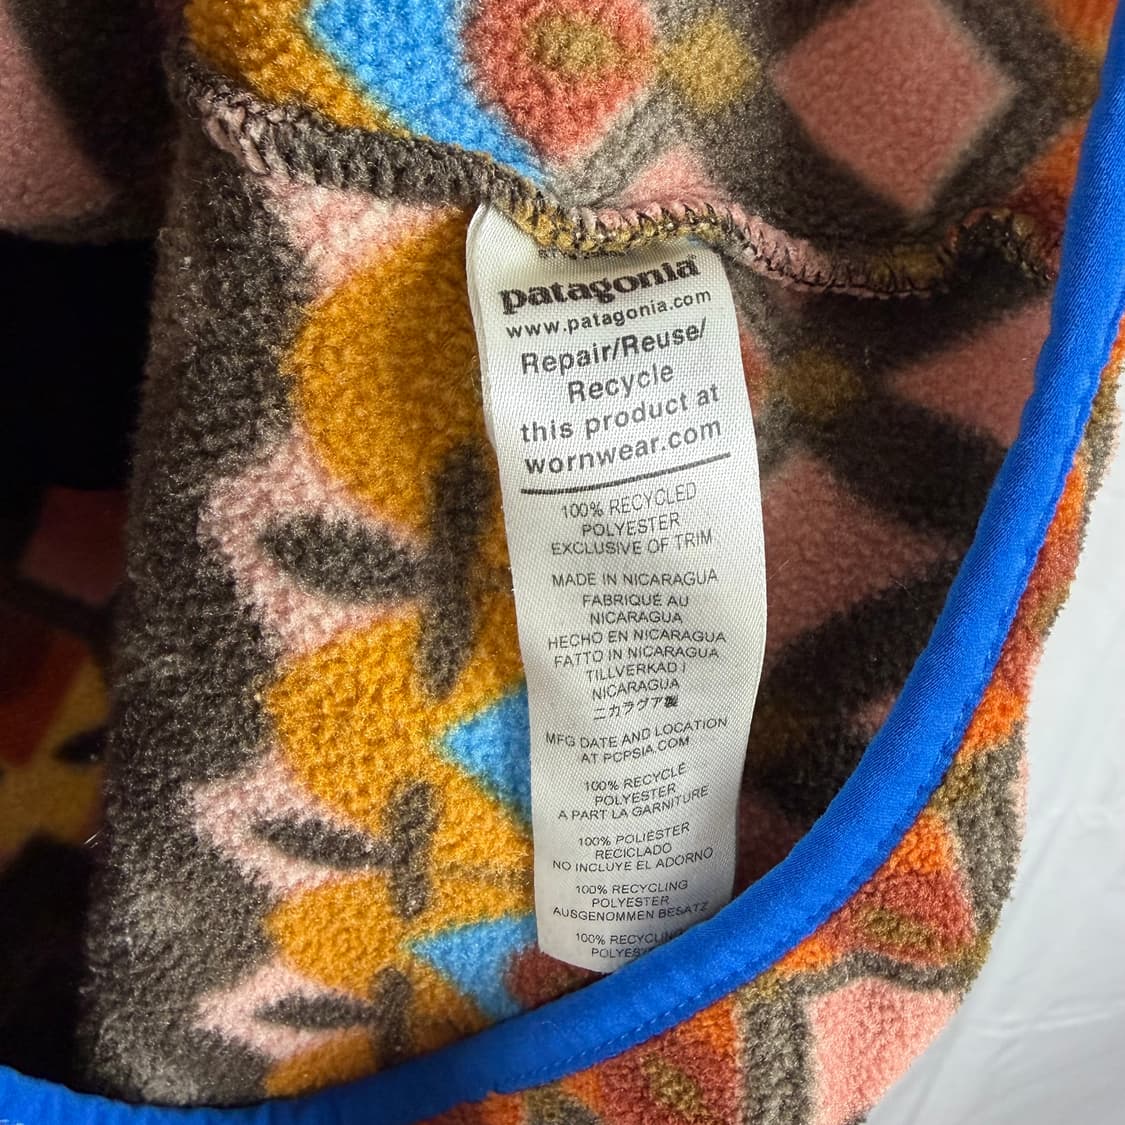 patagonia
www.patagonia.com
Repair/Reuse/
Recycle
this product at
wornwear.com
100% RECYCLED
POLYESTER
EXCLUSIVE OF TRIM
MADE IN NICARAGUA
FABRIQUÉ AU
NICARAGUA
HECHO EN NICARAGUA
FATTO IN NICARAGUA
TILLVERKAD I
NICARAGUA
ニカラグア製
MFG DATE AND LOCATION
AT PCPSIA.COM
100% RECYCLÉ
POLYESTER
A PART LA GARNITURE
100% POLIÉSTER
RECICLADO
NO INCLUYE EL ADORNO
100% RECYCLING
POLYESTER
AUSGENOMMEN BESATZ
100% RECYCLING